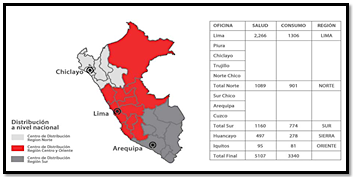 Chiclayo
Lima
Arequipa
Distribución
a nivel nacional
Centro de Distribución
Región Norte
Centro de Distribución
Región Centro y Oriente
Centro de Distribución
Región Sur
OFICINA SALUD CONSUMO REGIÓN
Lima 2,266 1306 LIMA
Piura
Chiclayo
Trujillo
Norte Chico
Total Norte 1089 901 NORTE
Sur Chico
Arequipa
Cuzco
Total Sur 1160 774 SUR
Huancayo 497 278 SIERRA
Iquitos 95 81 ORIENTE
Total Final 5107 3340